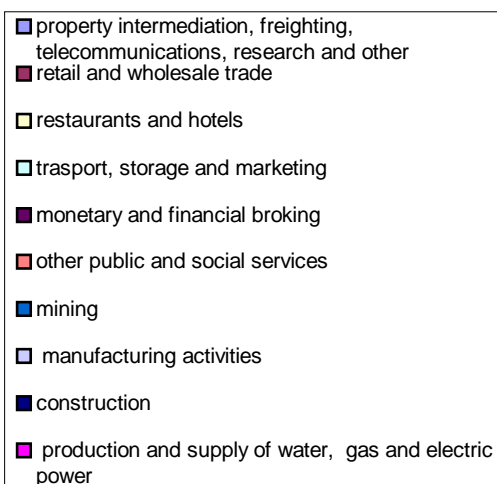 property intermediation, freighting,
telecommunications, research and other
retail and wholesale trade
restaurants and hotels
trasport, storage and marketing
monetary and financial broking
other public and social services
mining
manufacturing activities
construction
production and supply of water, gas and electric
power